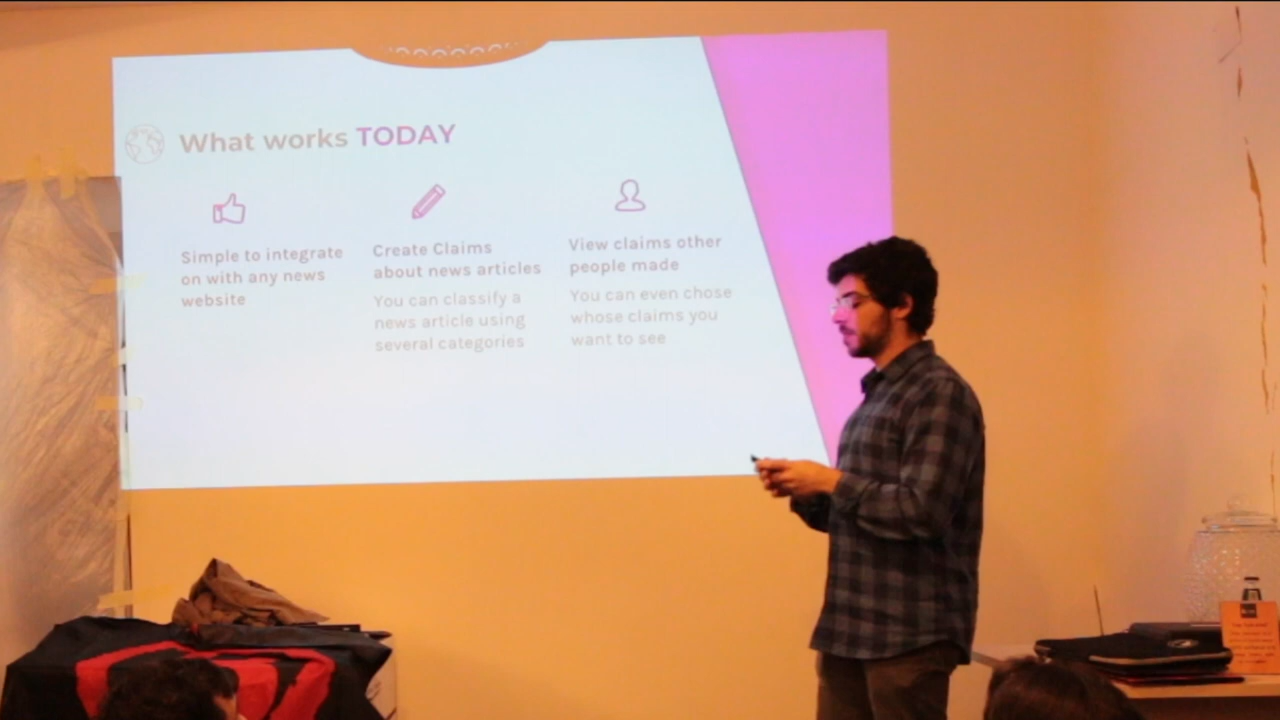 What works TODAY
Simple to integrate
on with any news
website
Create Claims
about news articles
You can classify a
news article using
several categories
View claims other
people made
You can even chose
whose claims you
want to see